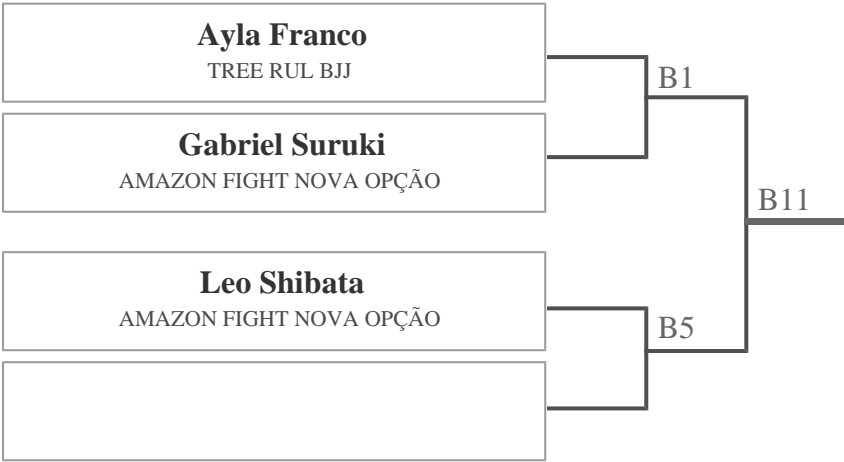 Ayla Franco
TREE RUL BJJ
B1
Gabriel Suruki
AMAZON FIGHT NOVA OPÇÃO
B11
Leo Shibata
AMAZON FIGHT NOVA OPÇÃO
B5